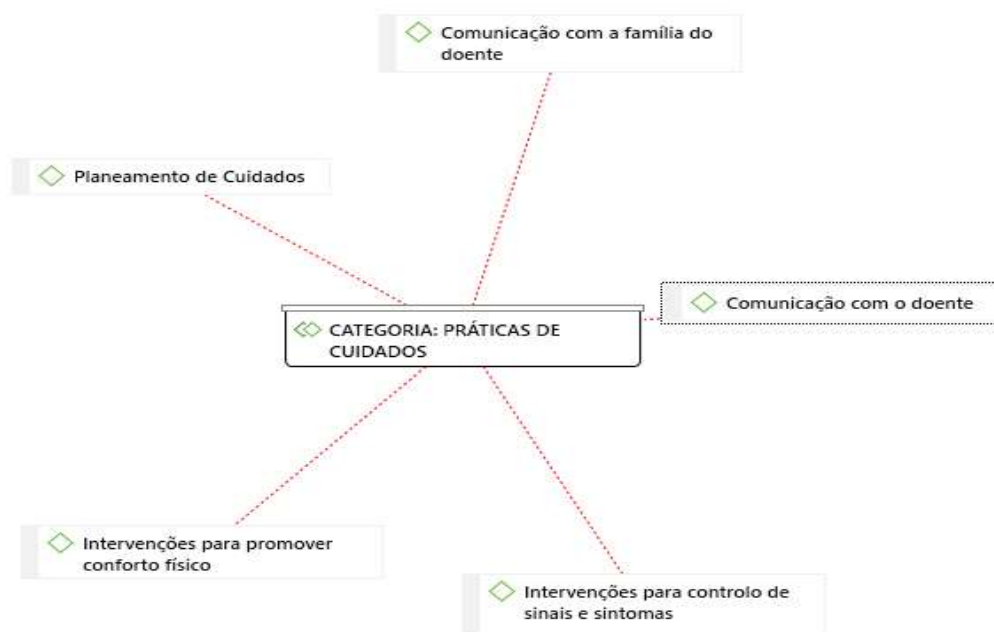 Comunicação com a família do
doente
Planeamento de Cuidados
Comunicação com o doente
CATEGORIA: PRÁTICAS DE
CUIDADOS
Intervenções para promover
conforto físico
Intervenções para controlo de
sinais e sintomas